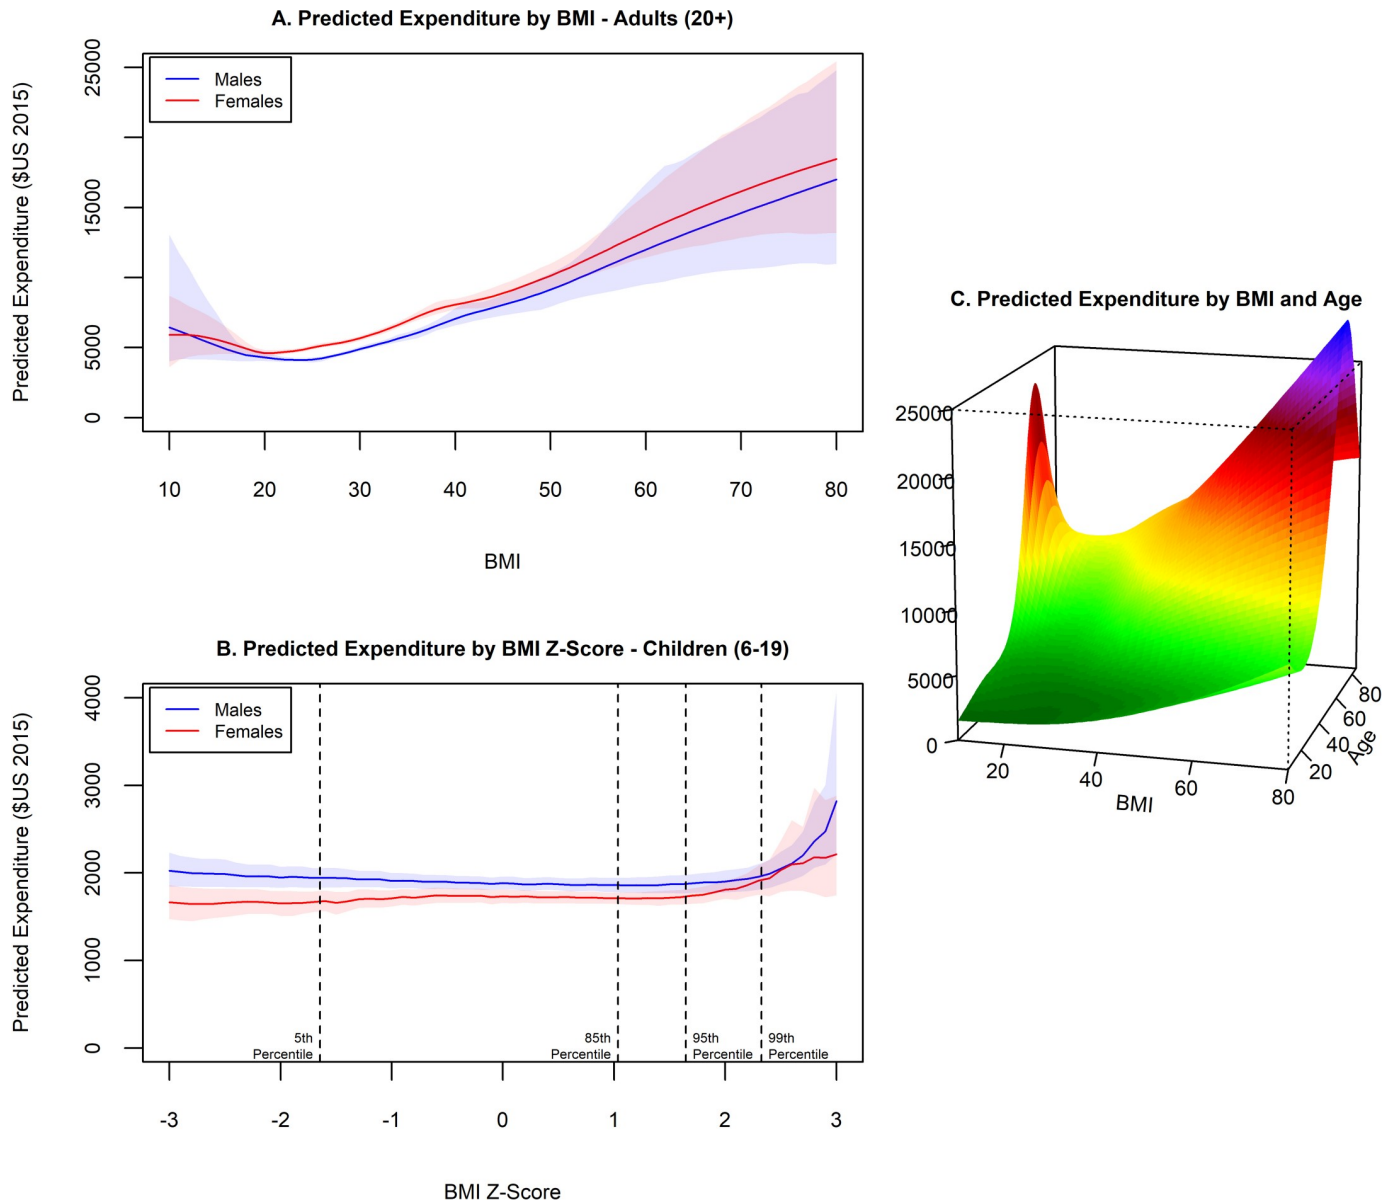 A. Predicted Expenditure by BMI - Adults (20+)
Predicted Expenditure ($US 2015)
25000
15000
5000
0
Males
Females
10 20 30 40 50 60 70 80
BMI
B. Predicted Expenditure by BMI Z-Score - Children (6-19)
Predicted Expenditure ($US 2015)
4000
3000
2000
1000
0
Males
Females
5th
Percentile
85th
Percentile
95th
Percentile
99th
Percentile
-3 -2 -1 0 1 2 3
BMI Z-Score
C. Predicted Expenditure by BMI and Age
25000
20000
15000
10000
5000
0
20 40 60 80
BMI
20 40 60 80
Age